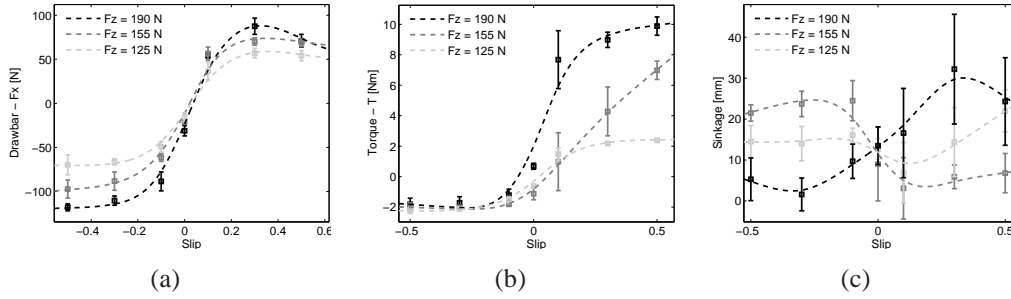 Fz = 190 N
Fz = 155 N
Fz = 125 N
Drawbar − Fx [N]
100
50
0
−50
−100
−0.4
−0.2
0
0.2
0.4
0.6
Slip
(a)
Fz = 190 N
Fz = 155 N
Fz = 125 N
Torque − T [Nm]
10
8
6
4
2
0
−2
−0.5
0
0.5
Slip
(b)
Fz = 190 N
Fz = 155 N
Fz = 125 N
Sinkage [mm]
40
30
20
10
0
−0.5
0
0.5
Slip
(c)